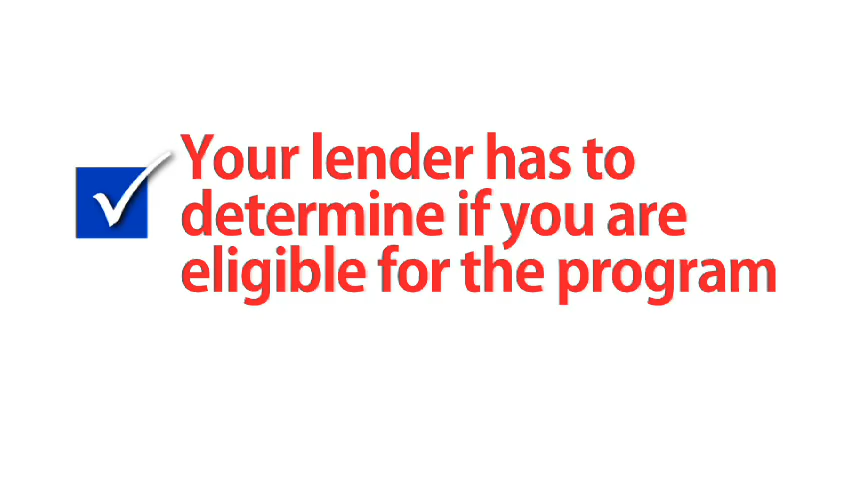 Your lender has to
determine if you are
eligible for the program